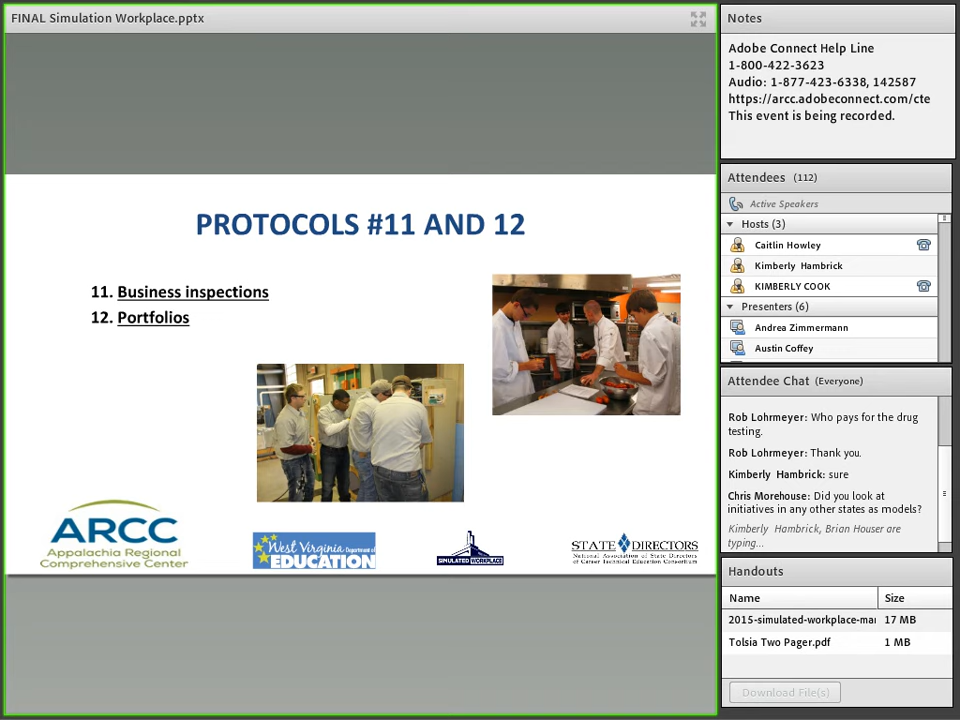 FINAL Simulation Workplace.pptx
PROTOCOLS #11 AND 12
11. Business inspections
12. Portfolios
ARCC
Appalachia Regional
Comprehensive Center
West Virginia Department of
EDUCATION
SIMULATED WORKPLACE
STATE DIRECTORS
National Association of State Directors
of Career Technical Education Consortium
Notes
Adobe Connect Help Line
1-800-422-3623
Audio: 1-877-423-6338, 142587
https://arcc.adobeconnect.com/cte
This event is being recorded.
Attendees (112)
Active Speakers
Hosts (3)
Caitlin Howley
Kimberly Hambrick
KIMBERLY COOK
Presenters (6)
Andrea Zimmermann
Austin Coffey
Attendee Chat (Everyone)
Rob Lohrmeyer: Who pays for the drug
testing.
Rob Lohrmeyer: Thank you.
Kimberly Hambrick: sure
Chris Morehouse: Did you look at
initiatives in any other states as models?
Kimberly Hambrick, Brian Houser are
typing...
Handouts
Name Size
2015-simulated-workplace-mar 17 MB
Tolsia Two Pager.pdf 1 MB
Download File(s)